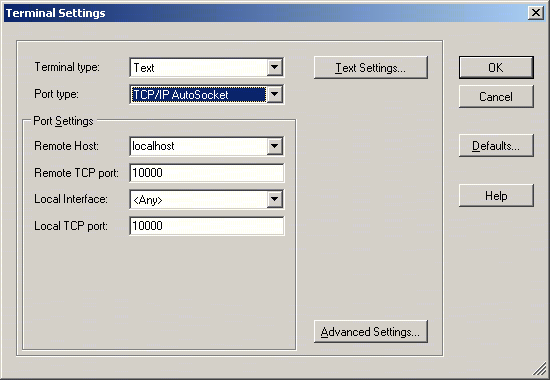 Terminal Settings
Terminal type: Text Text Settings... OK
Port type: TCP/IP AutoSocket Cancel
Port Settings
Remote Host: localhost Defaults...
Remote TCP port: 10000
Local Interface: <Any> Help
Local TCP port: 10000
Advanced Settings...